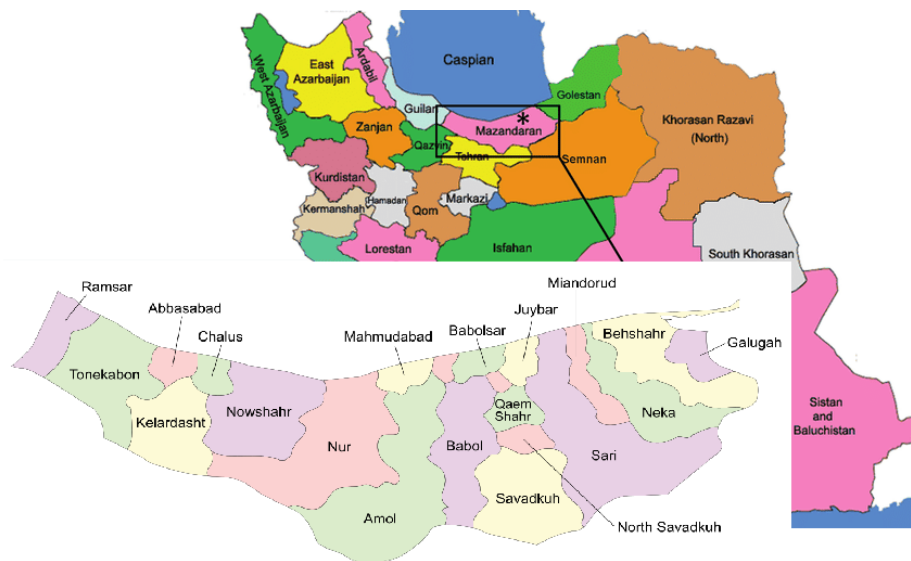 Caspian
West Azarbaijan
East
Azarbaijan
Ardabil
Guilan
Golestan
Zanjan
Qazvin
Mazandaran
*
Tehran
Semnan
Khorasan Razavi
(North)
Kurdistan
Hamadan
Qom
Markazi
Kermanshah
Lorestan
Isfahan
South Khorasan
Sistan
and
Baluchistan
Ramsar
Abbasabad
Chalus
Mahmudabad
Babolsar
Juybar
Miandorud
Behshahr
Galugah
Tonekabon
Kelardasht
Nowshahr
Nur
Amol
Babol
Qaem
Shahr
Savadkuh
Sari
Neka
North Savadkuh